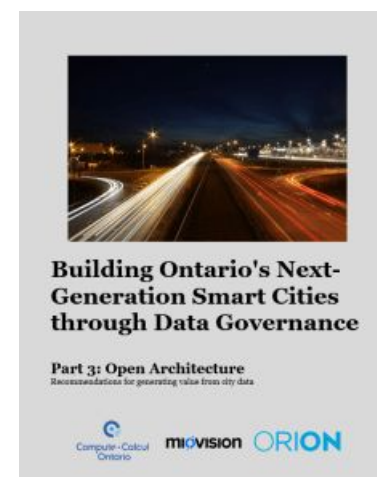 Building Ontario's Next-
Generation Smart Cities
through Data Governance
Part 3: Open Architecture
Recommendations for generating value from city data
Compute • Calcul
Ontario
miovision
ORION